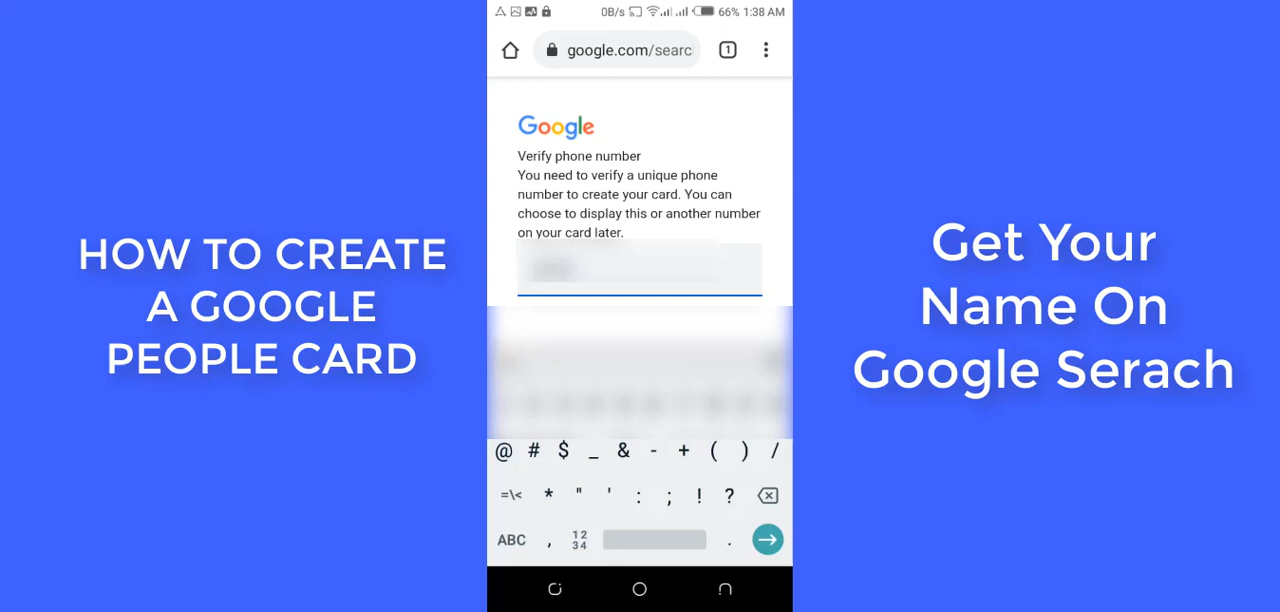 HOW TO CREATE
A GOOGLE
PEOPLE CARD
0B/s 66% 1:38 AM
google.com/searc
1
Google
Verify phone number
You need to verify a unique phone
number to create your card. You can
choose to display this or another number
on your card later.
@ # $ _ & - + ( ) /
=\< * " ' : ; ! ?
ABC , 12 34 .
Get Your
Name On
Google Serach